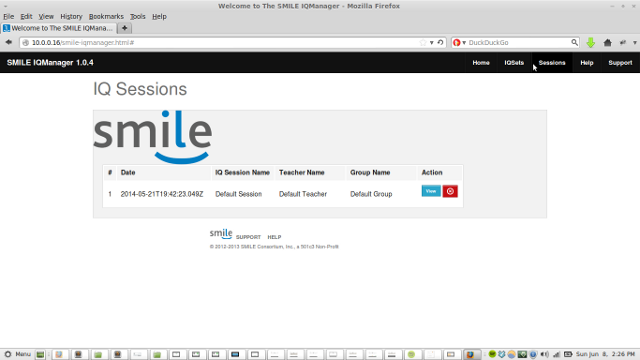 Welcome to The SMILE IQManager - Mozilla Firefox
File Edit View History Bookmarks Tools Help
Welcome to The SMILE IQMana...
10.0.0.16/smile-iqmanager.html#
DuckDuckGo
SMILE IQManager 1.0.4
Home IQSets Sessions Help Support
IQ Sessions
smile
# Date IQ Session Name Teacher Name Group Name Action
1 2014-05-21T19:42:23.049Z Default Session Default Teacher Default Group View
smile SUPPORT HELP
© 2012-2013 SMILE Consortium, Inc., a 501c3 Non-Profit
Menu Sun Jun 8, 2:26 PM